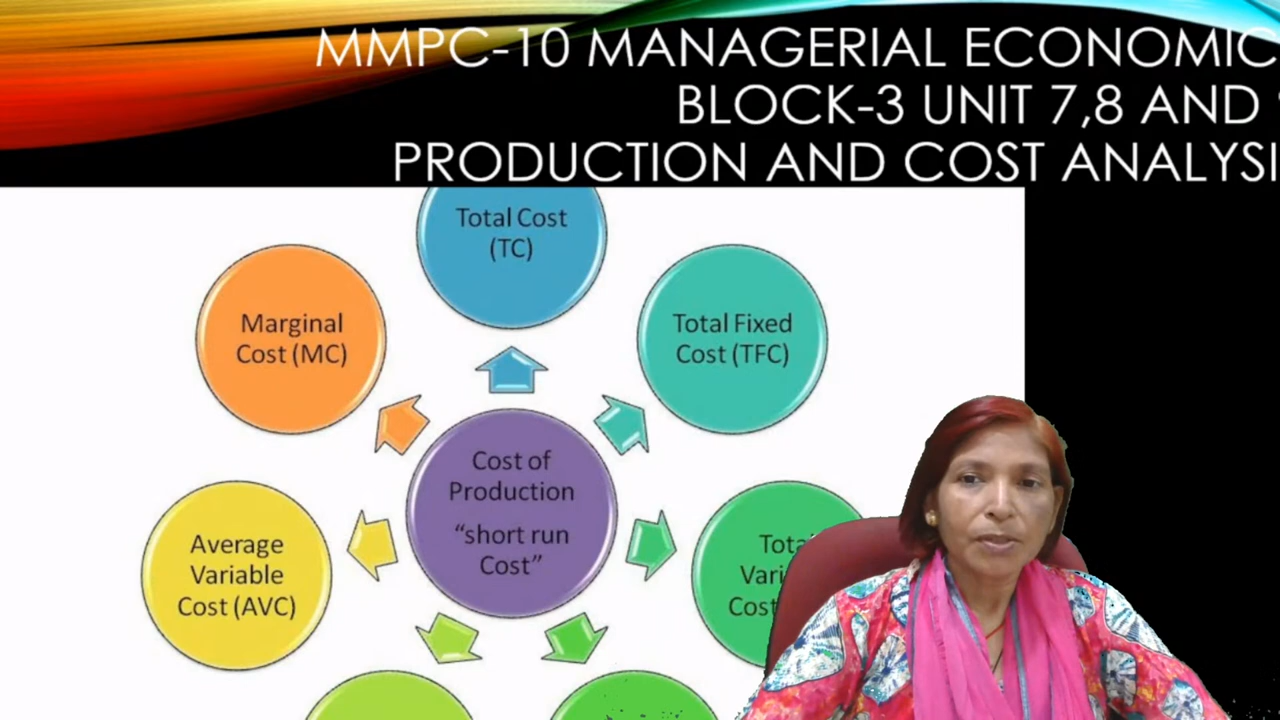 MMPC-10 MANAGERIAL ECONOMIC
BLOCK-3 UNIT 7,8 AND
PRODUCTION AND COST ANALYSI
Total Cost
(TC)
Total Fixed
Cost (TFC)
Marginal
Cost (MC)
Cost of
Production
“short run
Cost”
Average
Variable
Cost (AVC)
Cost